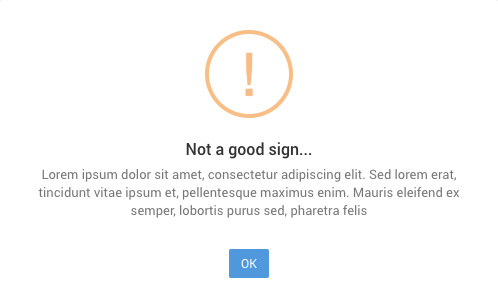 !
Not a good sign...
Lorem ipsum dolor sit amet, consectetur adipiscing elit. Sed lorem erat,
tincidunt vitae ipsum et, pellentesque maximus enim. Mauris eleifend ex
semper, lobortis purus sed, pharetra felis
OK